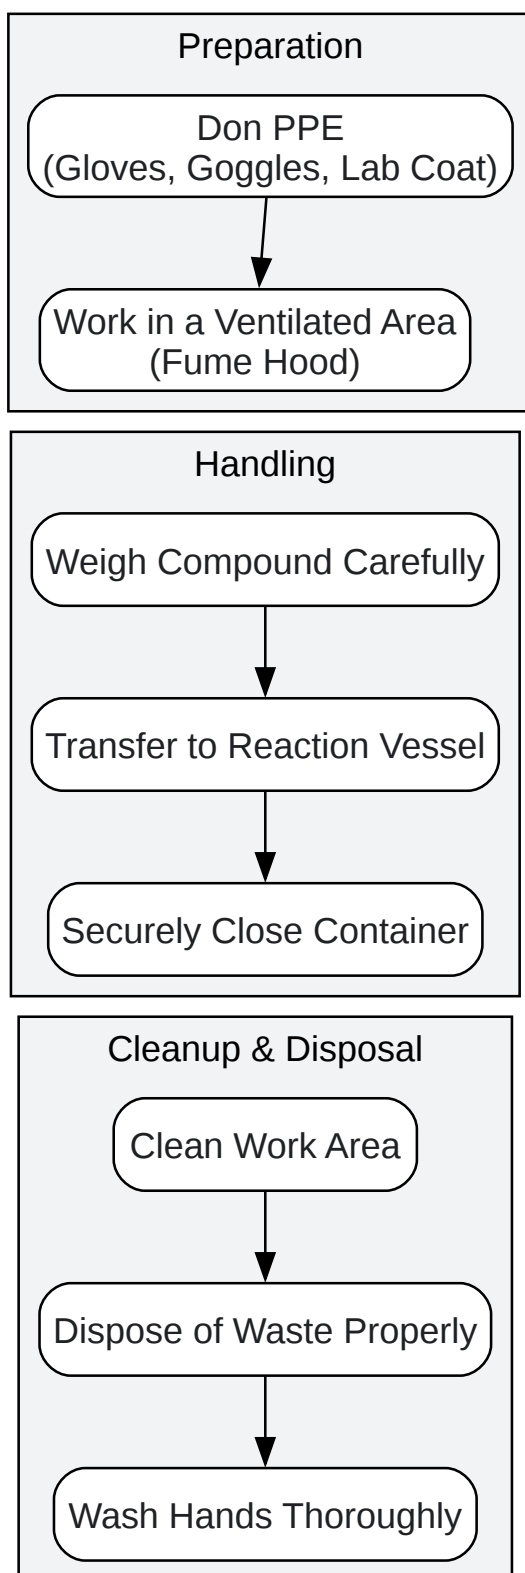 Preparation
Don PPE
(Gloves, Goggles, Lab Coat)
Work in a Ventilated Area
(Fume Hood)
Handling
Weigh Compound Carefully
Transfer to Reaction Vessel
Securely Close Container
Cleanup & Disposal
Clean Work Area
Dispose of Waste Properly
Wash Hands Thoroughly